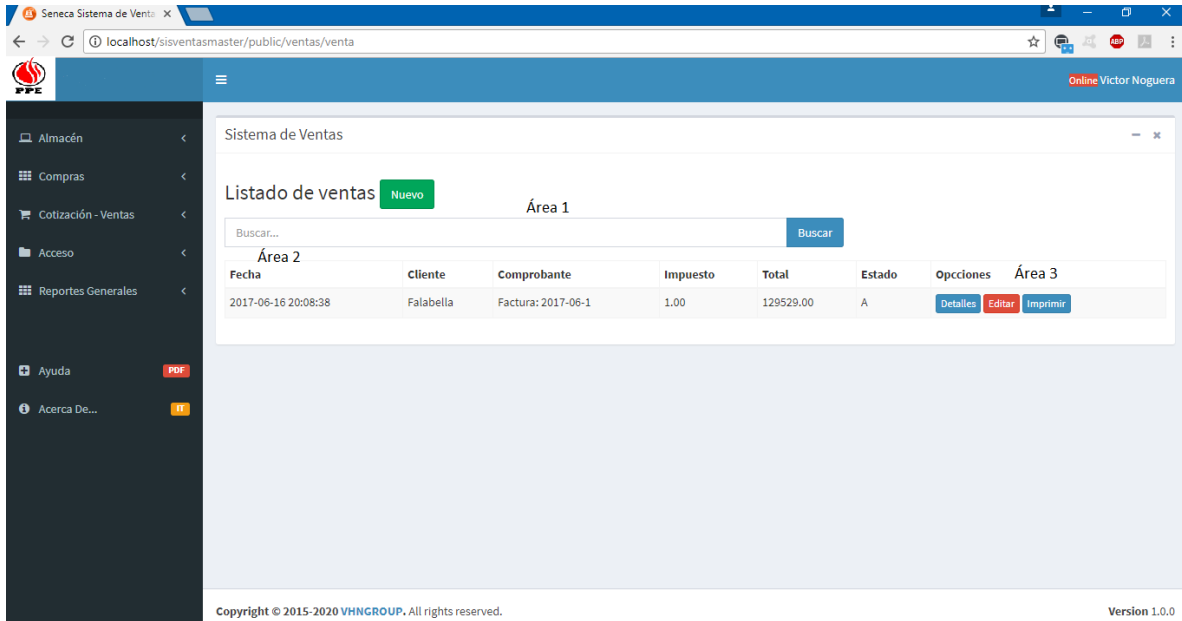 Seneca Sistema de Venta
localhost/sisventasmaster/public/ventas/venta
ABP
PPE
Online Victor Noguera
Almacén
Compras
Cotización - Ventas
Acceso
Reportes Generales
Ayuda PDF
Acerca De... IT
Sistema de Ventas
Listado de ventas Nuevo
Área 1
Buscar... Buscar
Área 2
Fecha Cliente Comprobante Impuesto Total Estado Opcciones Área 3
2017-06-16 20:08:38 Falabella Factura: 2017-06-1 1.00 129529.00 A Detalles Editar Imprimir
Copyright © 2015-2020 VHNGROUP. All rights reserved. Version 1.0.0